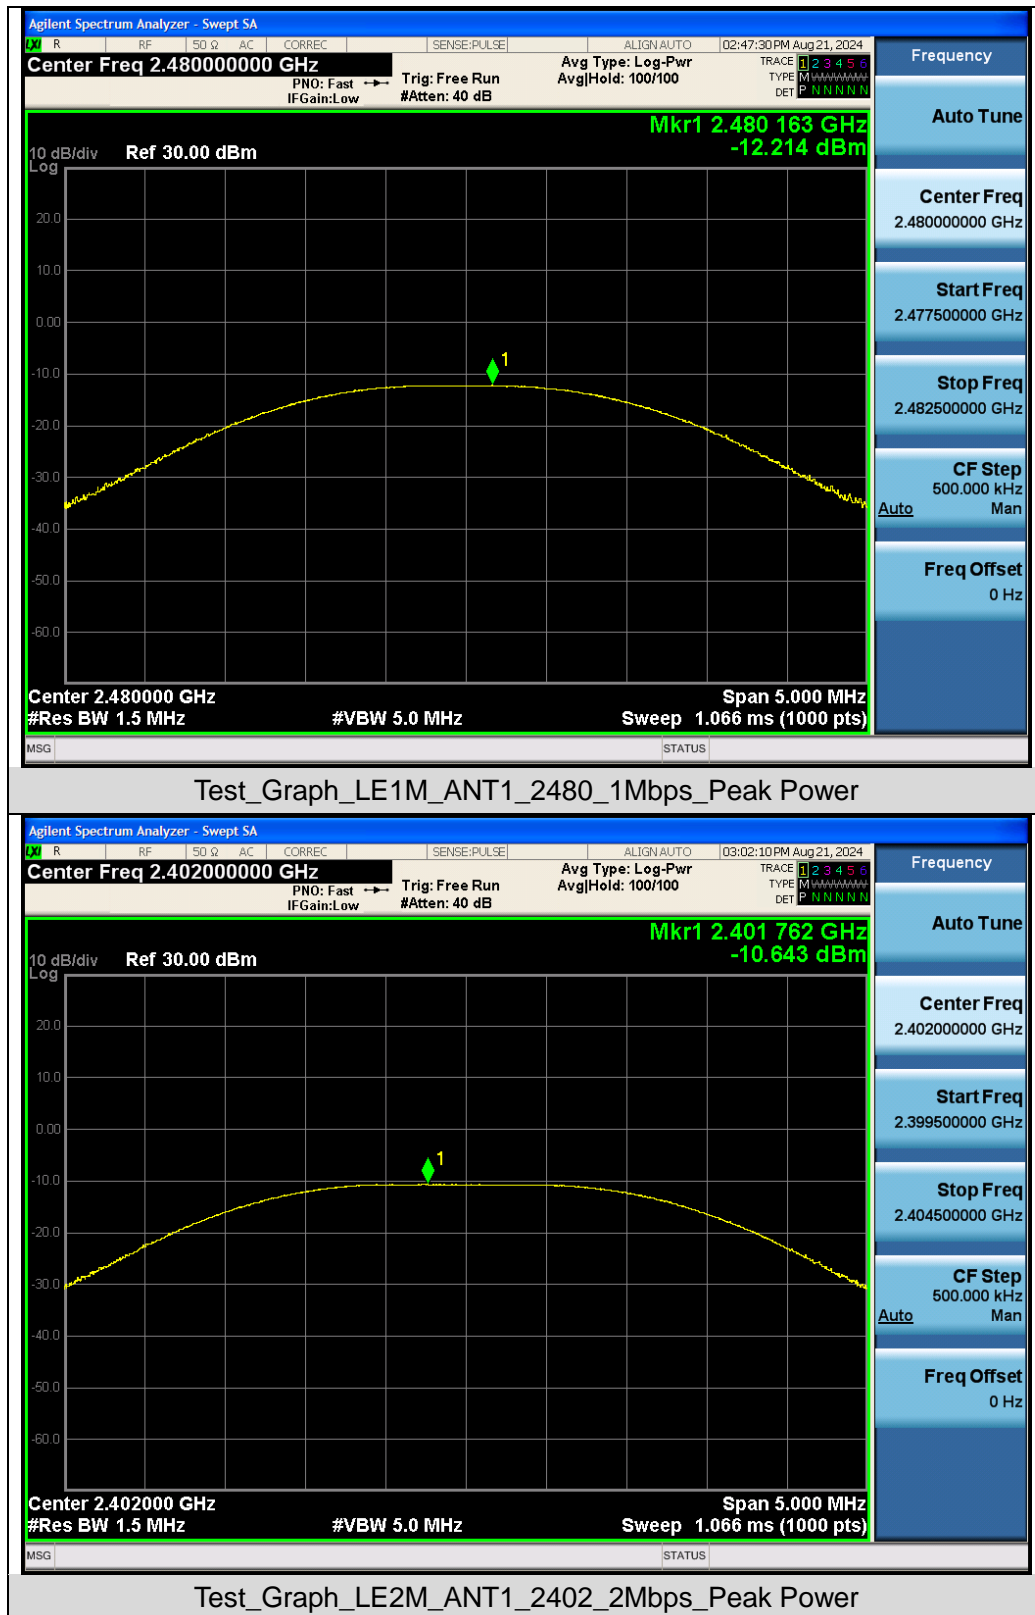 Agilent Spectrum Analyzer - Swept SA
LXI R RF 50 Ω AC CORREC SENSE:PULSE ALIGN AUTO 02:47:30 PM Aug 21, 2024
Center Freq 2.480000000 GHz
PNO: Fast
IFGain:Low
Trig: Free Run
#Atten: 40 dB
Avg Type: Log-Pwr
Avg|Hold: 100/100
TRACE 1 2 3 4 5 6
TYPE M WWWWW
DET P N N N N N
Mkr1 2.480 163 GHz
-12.214 dBm
10 dB/div Ref 30.00 dBm
Log
20.0
10.0
0.00
-10.0
-20.0
-30.0
-40.0
-50.0
-60.0
1
Center 2.480000 GHz Span 5.000 MHz
#Res BW 1.5 MHz #VBW 5.0 MHz Sweep 1.066 ms (1000 pts)
MSG STATUS
Frequency
Auto Tune
Center Freq
2.480000000 GHz
Start Freq
2.477500000 GHz
Stop Freq
2.482500000 GHz
CF Step
500.000 kHz
Auto Man
Freq Offset
0 Hz
Test_Graph_LE1M_ANT1_2480_1Mbps_Peak Power
Agilent Spectrum Analyzer - Swept SA
LXI R RF 50 Ω AC CORREC SENSE:PULSE ALIGN AUTO 03:02:10 PM Aug 21, 2024
Center Freq 2.402000000 GHz
PNO: Fast
IFGain:Low
Trig: Free Run
#Atten: 40 dB
Avg Type: Log-Pwr
Avg|Hold: 100/100
TRACE 1 2 3 4 5 6
TYPE M WWWWW
DET P N N N N N
Mkr1 2.401 762 GHz
-10.643 dBm
10 dB/div Ref 30.00 dBm
Log
20.0
10.0
0.00
-10.0
-20.0
-30.0
-40.0
-50.0
-60.0
1
Center 2.402000 GHz Span 5.000 MHz
#Res BW 1.5 MHz #VBW 5.0 MHz Sweep 1.066 ms (1000 pts)
MSG STATUS
Frequency
Auto Tune
Center Freq
2.402000000 GHz
Start Freq
2.399500000 GHz
Stop Freq
2.404500000 GHz
CF Step
500.000 kHz
Auto Man
Freq Offset
0 Hz
Test_Graph_LE2M_ANT1_2402_2Mbps_Peak Power